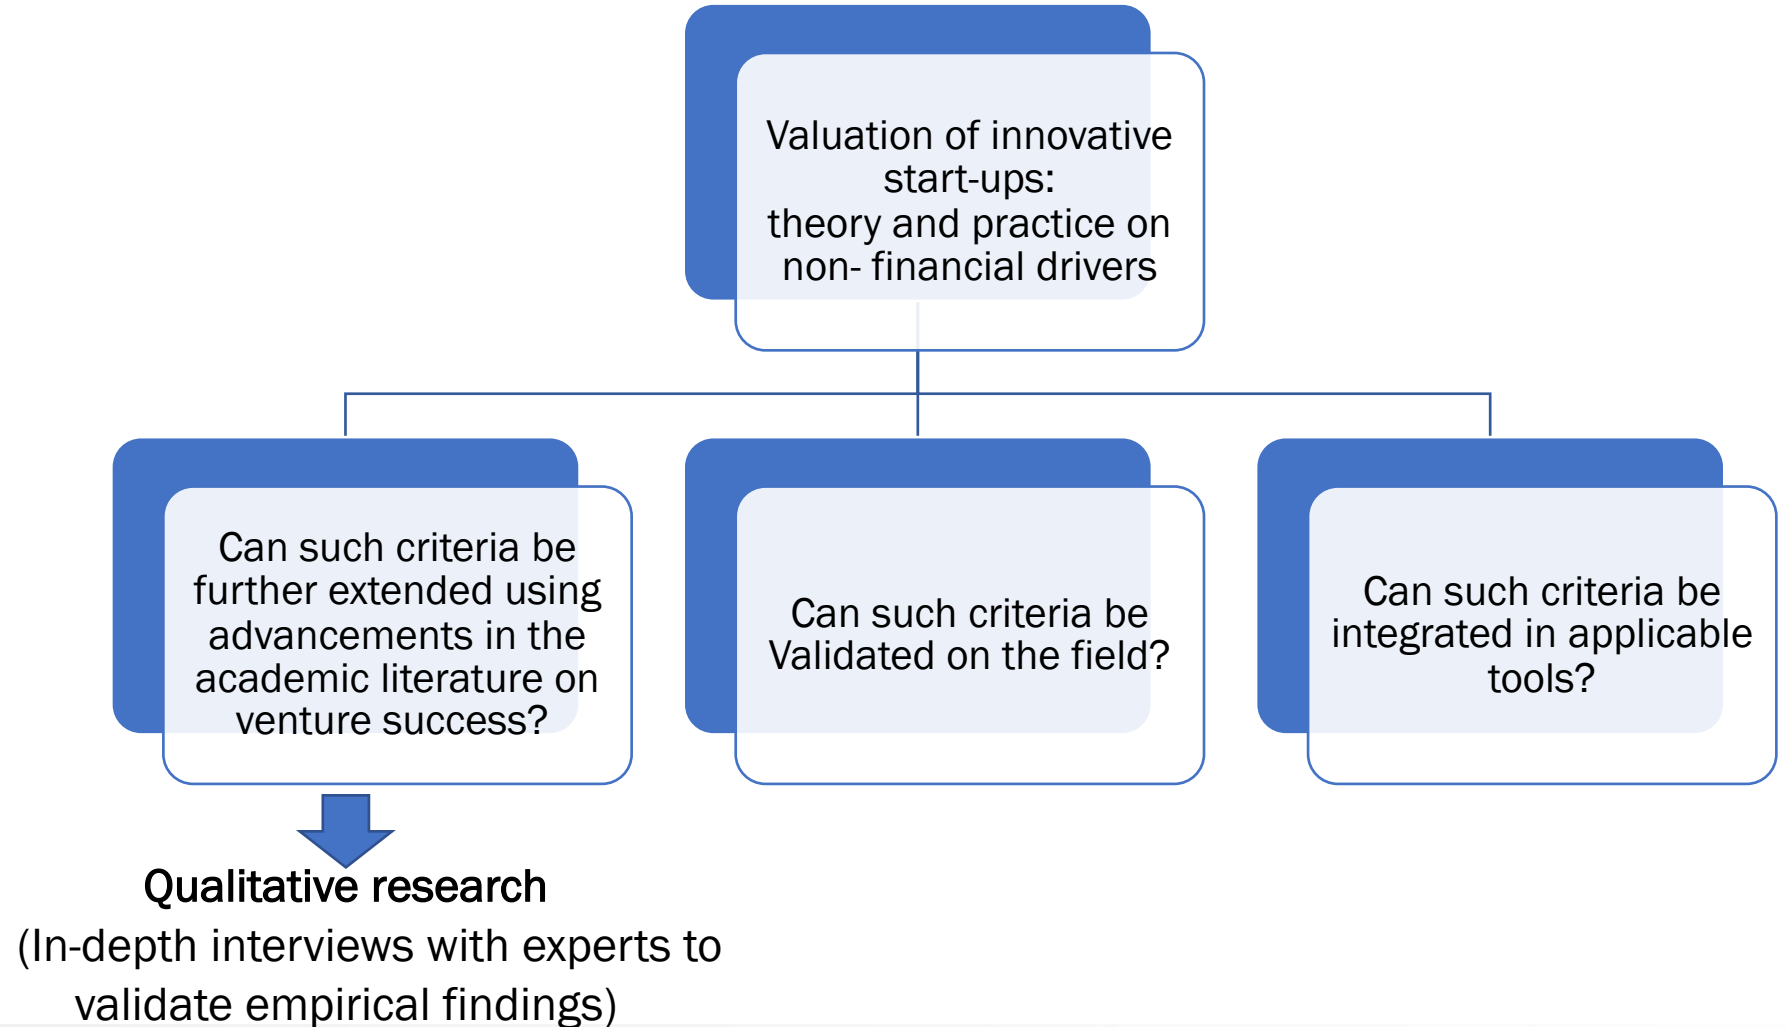 Valuation of innovative
start-ups:
theory and practice on
non- financial drivers
Can such criteria be
further extended using
advancements in the
academic literature on
venture success?
Can such criteria be
Validated on the field?
Can such criteria be
integrated in applicable
tools?
Qualitative research
(In-depth interviews with experts to
validate empirical findings)